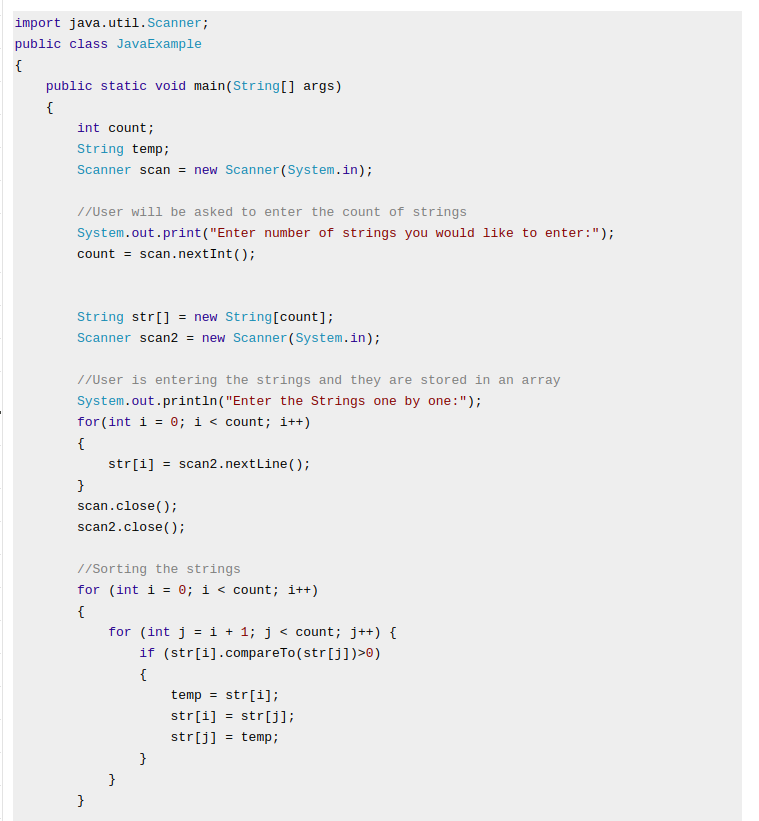 import java.util.Scanner;
public class JavaExample
{
    public static void main(String[] args)
    {
        int count;
        String temp;
        Scanner scan = new Scanner(System.in);

        //User will be asked to enter the count of strings
        System.out.print("Enter number of strings you would like to enter:");
        count = scan.nextInt();


        String str[] = new String[count];
        Scanner scan2 = new Scanner(System.in);

        //User is entering the strings and they are stored in an array
        System.out.println("Enter the Strings one by one:");
        for(int i = 0; i < count; i++)
        {
            str[i] = scan2.nextLine();
        }
        scan.close();
        scan2.close();

        //Sorting the strings
        for (int i = 0; i < count; i++)
        {
            for (int j = i + 1; j < count; j++) {
                if (str[i].compareTo(str[j])>0)
                {
                    temp = str[i];
                    str[i] = str[j];
                    str[j] = temp;
                }
            }
        }